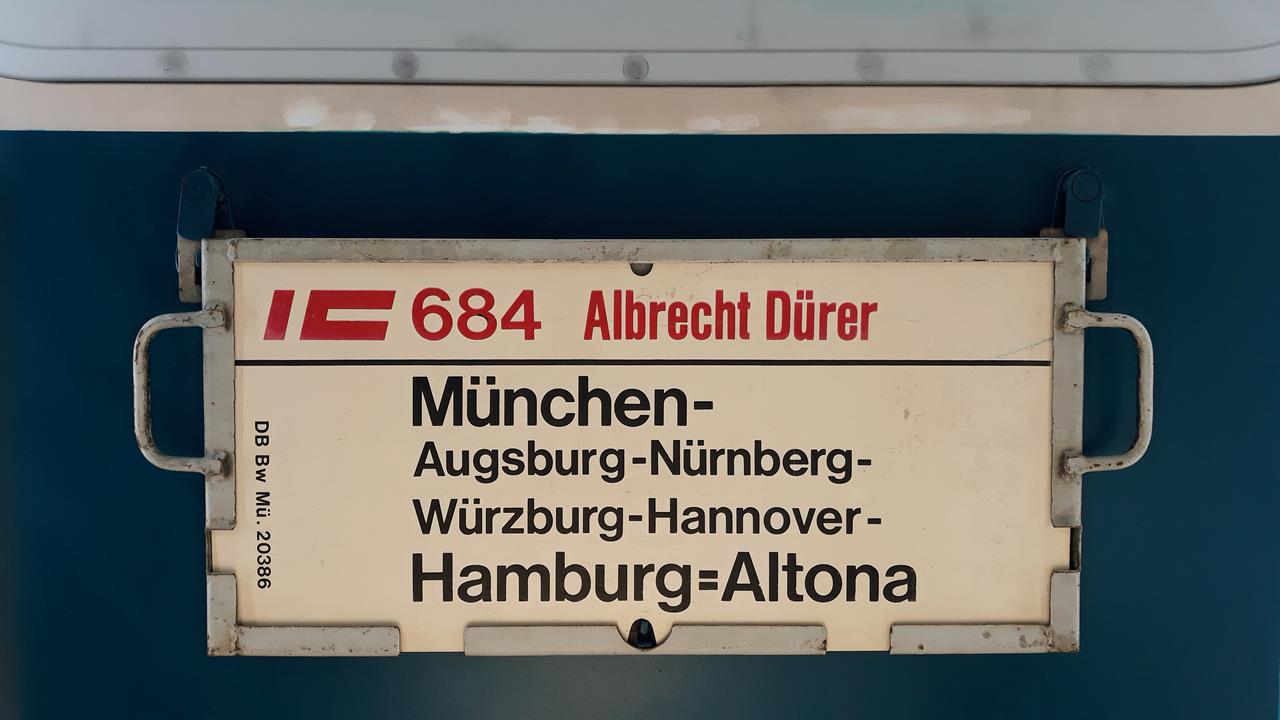 IC 684 Albrecht Dürer
München-
Augsburg-Nürnberg-
Würzburg-Hannover-
Hamburg=Altona
DB Bw Mü. 20386